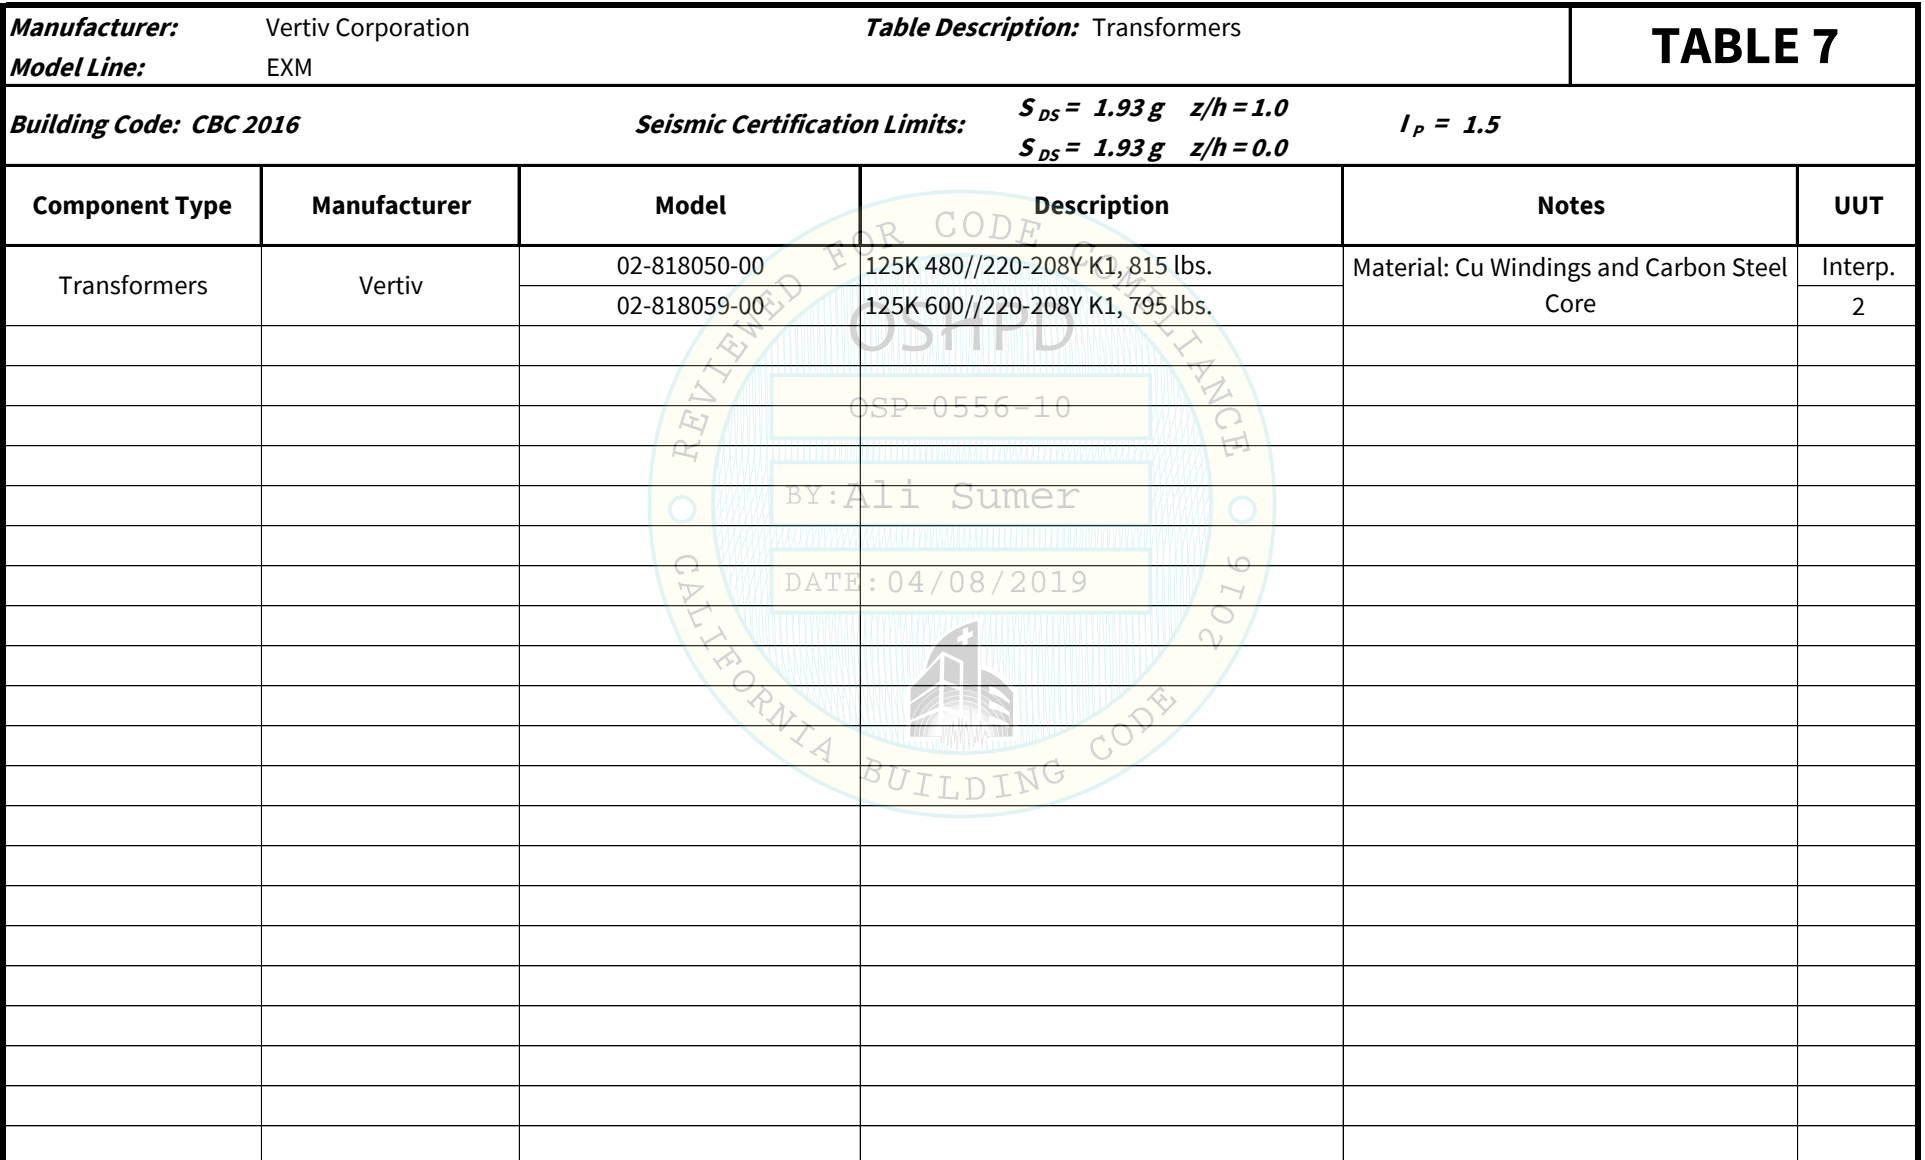 Manufacturer: Vertiv Corporation Table Description: Transformers
TABLE 7
Model Line: EXM
Building Code: CBC 2016 Seismic Certification Limits:
S DS = 1.93 g z/h = 1.0
S DS = 1.93 g z/h = 0.0
I P = 1.5
Component Type Manufacturer Model Description Notes UUT
Transformers Vertiv
02-818050-00 125K 480//220-208Y K1, 815 lbs.
Material: Cu Windings and Carbon Steel
Core
Interp.
02-818059-00 125K 600//220-208Y K1, 795 lbs.
2
REVIEWED FOR CODE COMPLIANCE
OSHPD
OSP-0556-10
BY: Ali Sumer
DATE: 04/08/2019
CALIFORNIA BUILDING CODE 2016